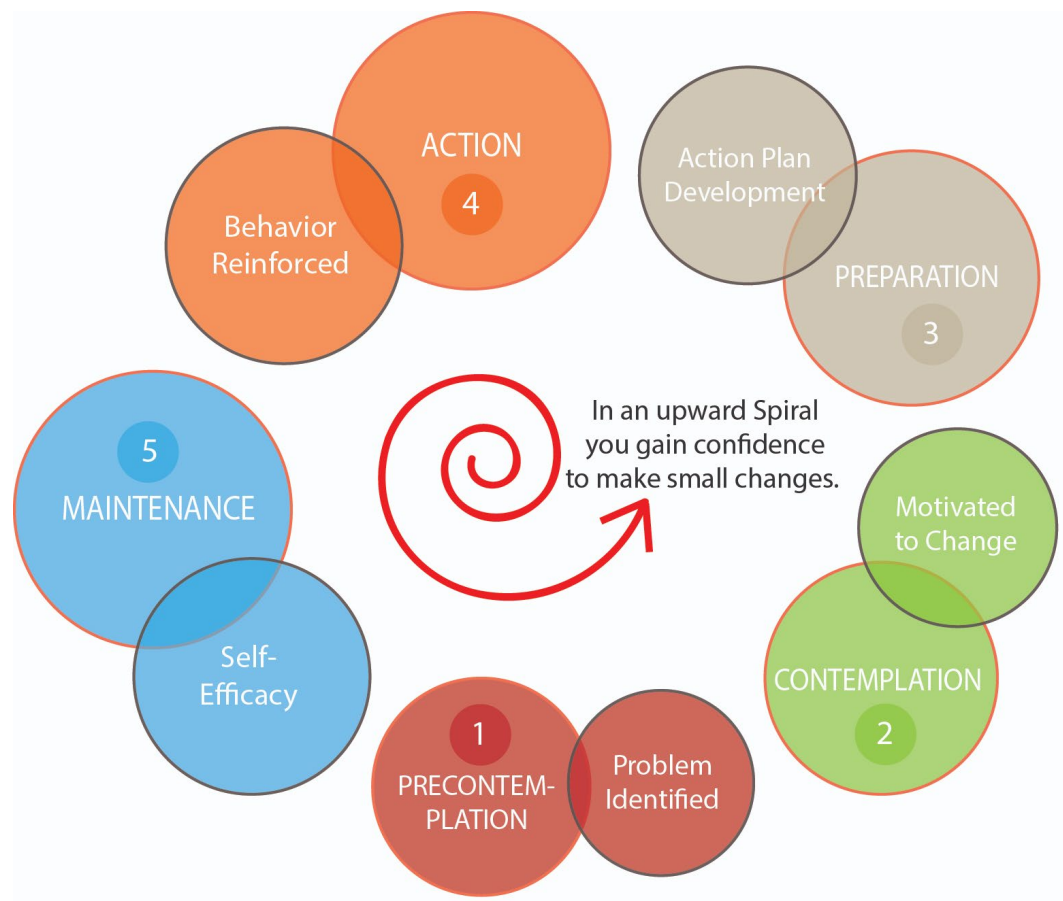 ACTION
4
Behavior
Reinforced
Action Plan
Development
PREPARATION
3
In an upward Spiral
you gain confidence
to make small changes.
5
MAINTENANCE
Motivated
to Change
CONTEMPLATION
2
Self-
Efficacy
1
PRECONTEM-
PLATION
Problem
Identified